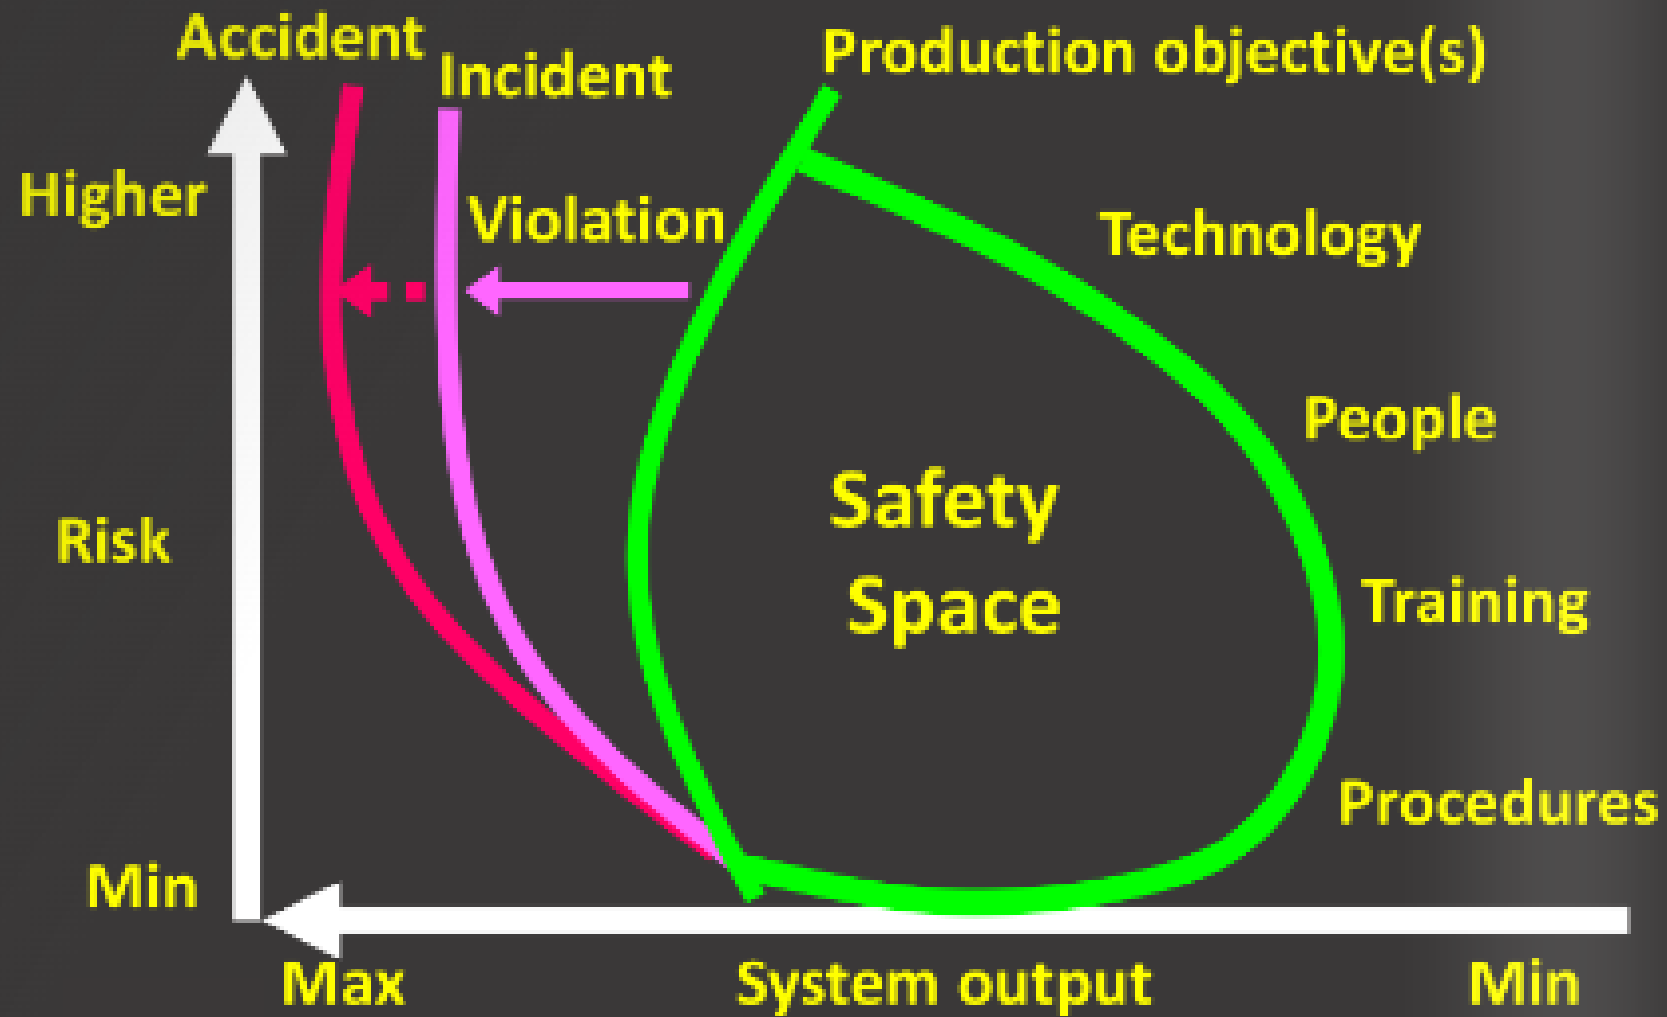 Accident
Incident
Production objective(s)
Higher
Violation
Technology
People
Safety
Space
Risk
Training
Procedures
Min
Max
System output
Min